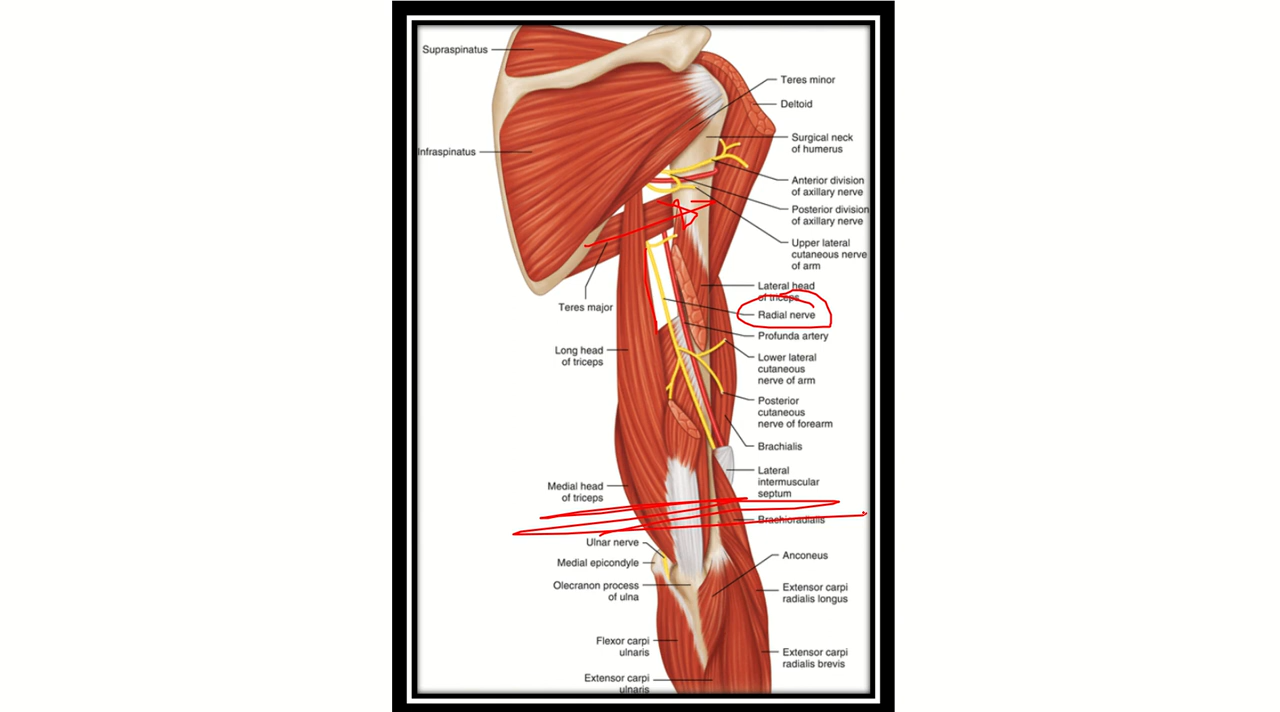 Supraspinatus
Infraspinatus
Teres major
Long head
of triceps
Medial head
of triceps
Ulnar nerve
Medial epicondyle
Olecranon process
of ulna
Flexor carpi
ulnaris
Extensor carpi
ulnaris
Teres minor
Deltoid
Surgical neck
of humerus
Anterior division
of axillary nerve
Posterior division
of axillary nerve
Upper lateral
cutaneous nerve
of arm
Lateral head
of triceps
Radial nerve
Profunda artery
Lower lateral
cutaneous
nerve of arm
Posterior
cutaneous
nerve of forearm
Brachialis
Lateral
intermuscular
septum
Brachioradialis
Anconeus
Extensor carpi
radialis longus
Extensor carpi
radialis brevis